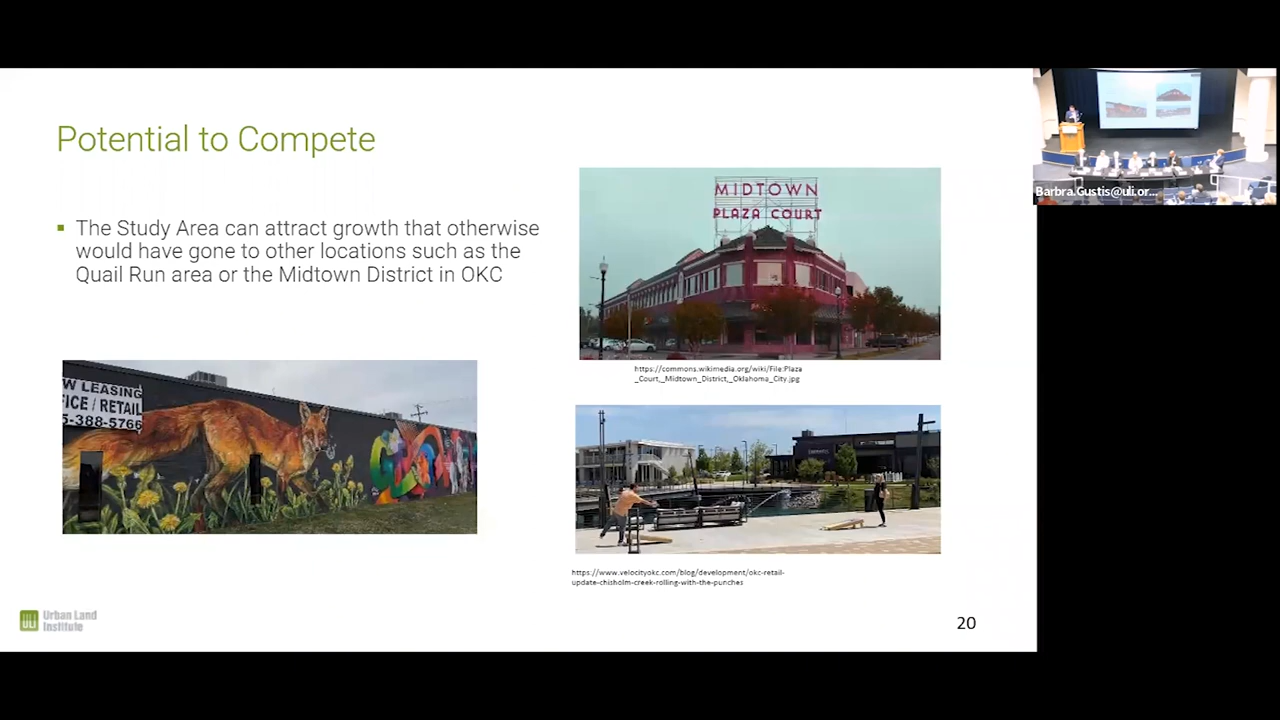 Potential to Compete
▪ The Study Area can attract growth that otherwise
would have gone to other locations such as the
Quail Run area or the Midtown District in OKC
MIDTOWN
PLAZA COURT
https://commons.wikimedia.org/wiki/File:Plaza
_Court,_Midtown_District,_Oklahoma_City.jpg
W LEASING
FICE / RETAIL
5-388-5766
https://www.velocityokc.com/blog/development/okc-retail-
update-chisholm-creek-rolling-with-the-punches
ULI Urban Land
Institute
20
Barbra.Gustis@uli.or...